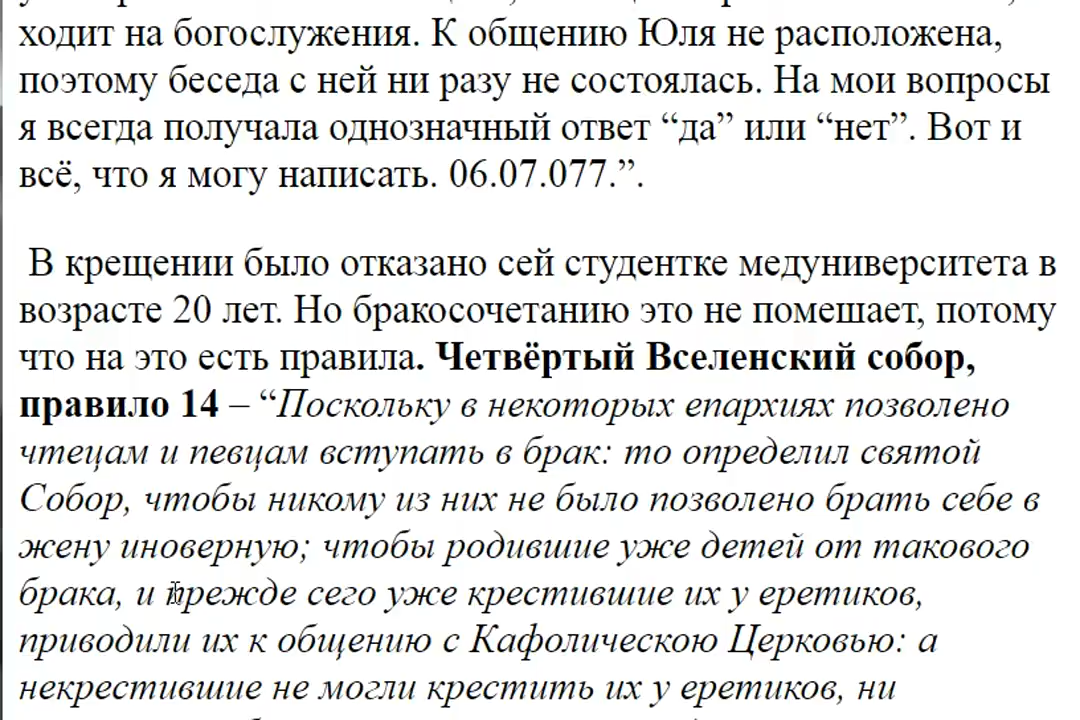 ходит на богослужения. К общению Юля не расположена,
поэтому беседа с ней ни разу не состоялась. На мои вопросы
я всегда получала однозначный ответ “да” или “нет”. Вот и
всё, что я могу написать. 06.07.077.”.
В крещении было отказано сей студентке медуниверситета в
возрасте 20 лет. Но бракосочетанию это не помешает, потому
что на это есть правила. Четвёртый Вселенский собор,
правило 14 – “Поскольку в некоторых епархиях позволено
чтецам и певцам вступать в брак: то определил святой
Собор, чтобы никому из них не было позволено брать себе в
жену иноверную; чтобы родившие уже детей от такового
брака, и прежде сего уже крестившие их у еретиков,
приводили их к общению с Кафолическою Церковью: а
некрестившие не могли крестить их у еретиков, ни